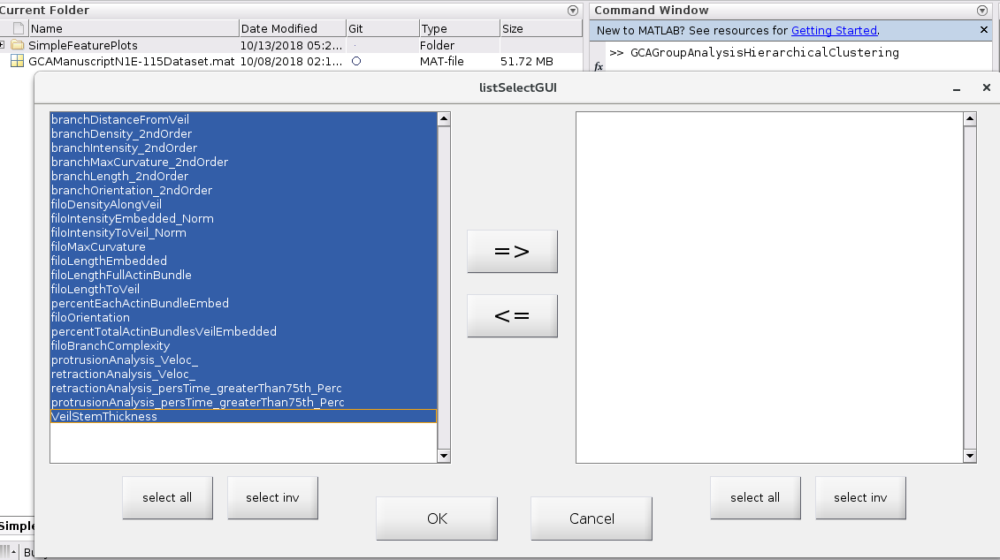 Current Folder
Command Window
Name Date Modified Git Type Size
New to MATLAB? See resources for Getting Started.
SimpleFeaturePlots 10/13/2018 05:2... Folder
GCAManuscriptN1E-115Dataset.mat 10/08/2018 02:1... MAT-file 51.72 MB
fx >> GCAGroupAnalysisHierarchicalClustering
listSelectGUI
branchDistanceFromVeil
branchDensity_2ndOrder
branchIntensity_2ndOrder
branchMaxCurvature_2ndOrder
branchLength_2ndOrder
branchOrientation_2ndOrder
filoDensityAlongVeil
filoIntensityEmbedded_Norm
filoIntensityToVeil_Norm
filoMaxCurvature
filoLengthEmbedded
filoLengthFullActinBundle
filoLengthToVeil
percentEachActinBundleEmbed
filoOrientation
percentTotalActinBundlesVeilEmbedded
filoBranchComplexity
protrusionAnalysis_Veloc_
retractionAnalysis_Veloc_
retractionAnalysis_persTime_greaterThan75th_Perc
protrusionAnalysis_persTime_greaterThan75th_Perc
VeilStemThickness
=>
<=
select all
select inv
select all
select inv
OK
Cancel
Simple